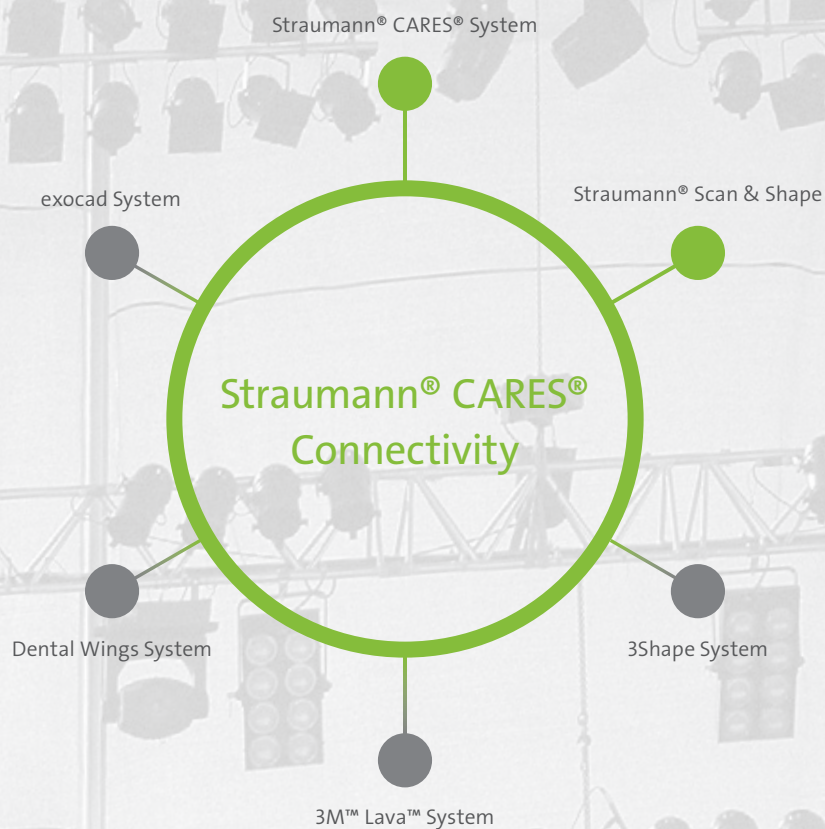 Straumann® CARES® System
exocad System
Straumann® Scan & Shape
Straumann® CARES®
Connectivity
Dental Wings System
3Shape System
3M™ Lava™ System